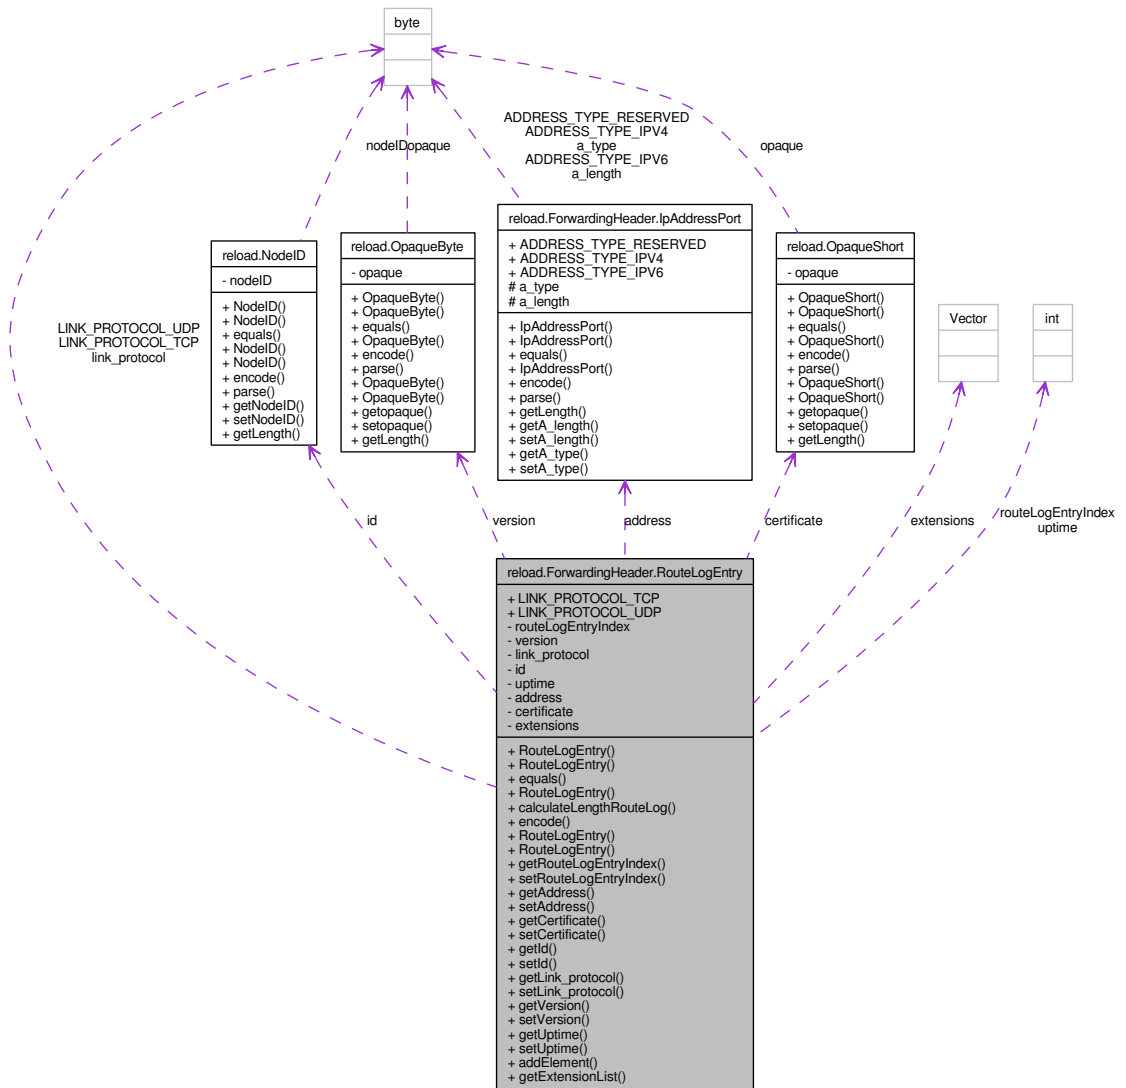 byte
ADDRESS_TYPE_RESERVED
ADDRESS_TYPE_IPV4
a_type
ADDRESS_TYPE_IPV6
a_length
nodeID
opaque
opaque
LINK_PROTOCOL_UDP
LINK_PROTOCOL_TCP
link_protocol
reload.NodeID
- nodeID
+ NodeID()
+ NodeID()
+ equals()
+ NodeID()
+ NodeID()
+ encode()
+ parse()
+ getNodeID()
+ setNodeID()
+ getLength()
reload.OpaqueByte
- opaque
+ OpaqueByte()
+ OpaqueByte()
+ equals()
+ OpaqueByte()
+ encode()
+ parse()
+ OpaqueByte()
+ OpaqueByte()
+ getopaque()
+ setopaque()
+ getLength()
reload.ForwardingHeader.IpAddressPort
+ ADDRESS_TYPE_RESERVED
+ ADDRESS_TYPE_IPV4
+ ADDRESS_TYPE_IPV6
# a_type
# a_length
+ IpAddressPort()
+ IpAddressPort()
+ equals()
+ IpAddressPort()
+ encode()
+ parse()
+ getLength()
+ getA_length()
+ setA_length()
+ getA_type()
+ setA_type()
reload.OpaqueShort
- opaque
+ OpaqueShort()
+ OpaqueShort()
+ equals()
+ OpaqueShort()
+ encode()
+ parse()
+ OpaqueShort()
+ OpaqueShort()
+ getopaque()
+ setopaque()
+ getLength()
Vector
int
id
version
address
certificate
extensions
routeLogEntryIndex
uptime
reload.ForwardingHeader.RouteLogEntry
+ LINK_PROTOCOL_TCP
+ LINK_PROTOCOL_UDP
- routeLogEntryIndex
- version
- link_protocol
- id
- uptime
- address
- certificate
- extensions
+ RouteLogEntry()
+ RouteLogEntry()
+ equals()
+ RouteLogEntry()
+ calculateLengthRouteLog()
+ encode()
+ RouteLogEntry()
+ RouteLogEntry()
+ getRouteLogEntryIndex()
+ setRouteLogEntryIndex()
+ getAddress()
+ setAddress()
+ getCertificate()
+ setCertificate()
+ getId()
+ setId()
+ getLink_protocol()
+ setLink_protocol()
+ getVersion()
+ setVersion()
+ getUptime()
+ setUptime()
+ addElement()
+ getExtensionList()